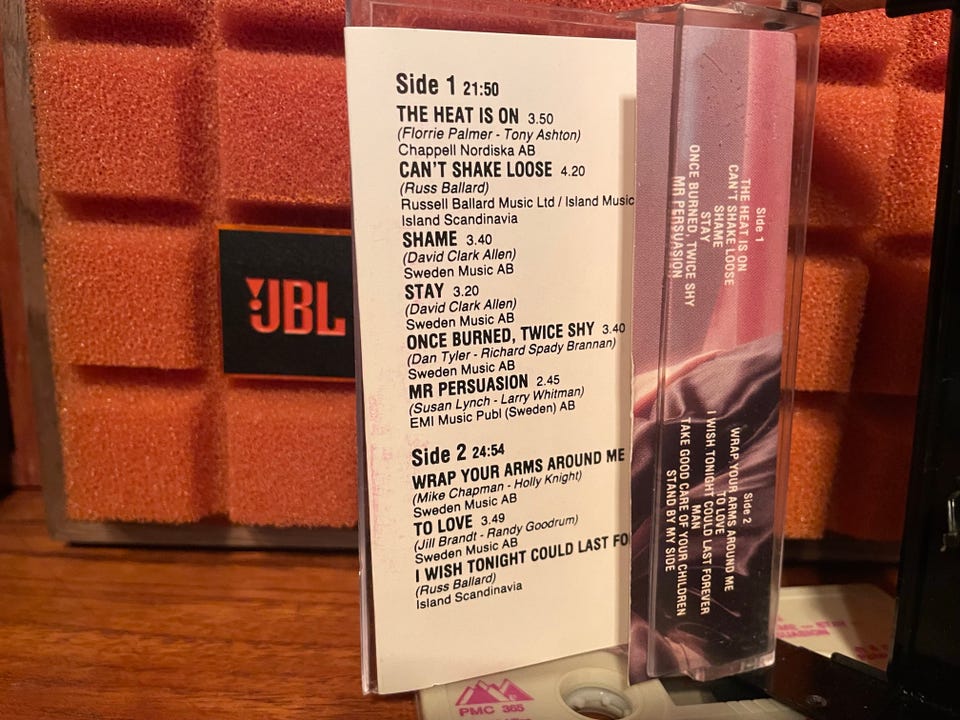 Side 1 21:50
THE HEAT IS ON 3.50
(Florrie Palmer - Tony Ashton)
Chappell Nordiska AB
CAN'T SHAKE LOOSE 4.20
(Russ Ballard)
Russell Ballard Music Ltd / Island Music
Island Scandinavia
SHAME 3.40
(David Clark Allen)
Sweden Music AB
STAY 3.20
(David Clark Allen)
Sweden Music AB
ONCE BURNED, TWICE SHY 3.40
(Dan Tyler - Richard Spady Brannan)
Sweden Music AB
MR PERSUASION 2.45
(Susan Lynch - Larry Whitman)
EMI Music Publ (Sweden) AB
Side 2 24:54
WRAP YOUR ARMS AROUND ME
(Mike Chapman - Holly Knight)
Sweden Music AB
TO LOVE 3.49
(Jill Brandt - Randy Goodrum)
Sweden Music AB
I WISH TONIGHT COULD LAST FO
(Russ Ballard)
Island Scandinavia
Side 1
THE HEAT IS ON
CAN'T SHAKE LOOSE
SHAME
STAY
ONCE BURNED, TWICE SHY
MR PERSUASION
Side 2
WRAP YOUR ARMS AROUND ME
TO LOVE
I WISH TONIGHT COULD LAST FOREVER
MAN
TAKE GOOD CARE OF YOUR CHILDREN
STAND BY MY SIDE
JBL
PMC 365
STAY